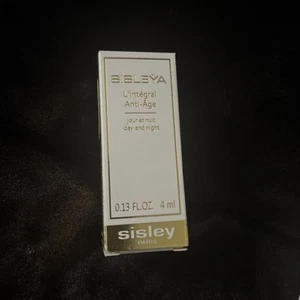 SISLEŸA
L'Intégral
Anti-Âge
jour et nuit
day and night
0.13 FL.OZ. 4 ml
sisley
PARIS